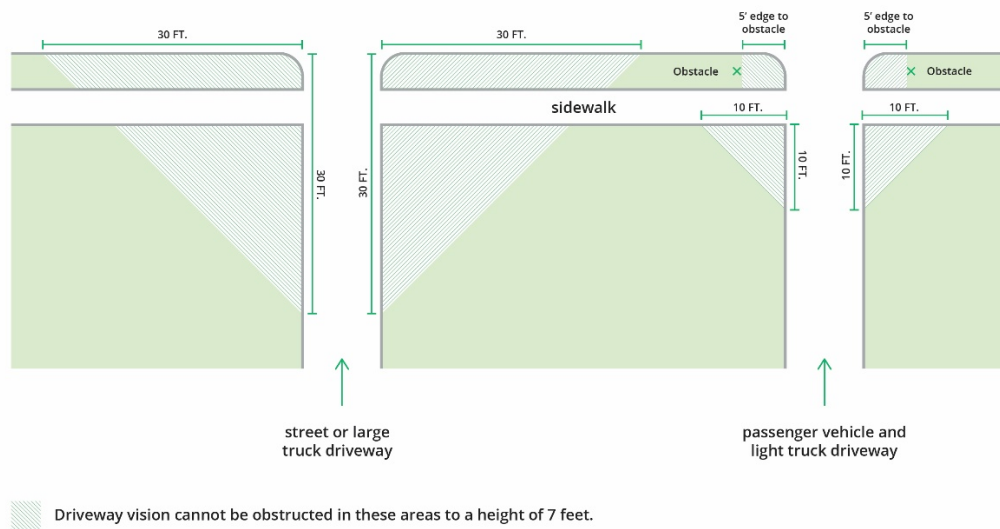 5' edge to
obstacle
5' edge to
obstacle
30 FT.
30 FT.
Obstacle
Obstacle
sidewalk
10 FT.
10 FT.
30 FT.
30 FT.
10 FT.
10 FT.
street or large
truck driveway
passenger vehicle and
light truck driveway
Driveway vision cannot be obstructed in these areas to a height of 7 feet.